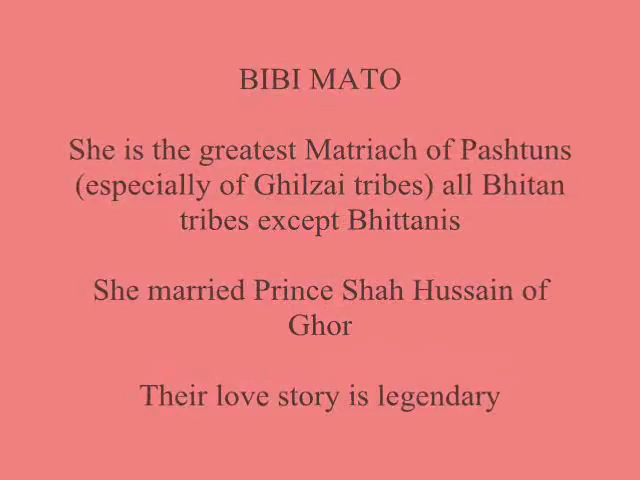 BIBI MATO
She is the greatest Matriach of Pashtuns
(especially of Ghilzai tribes) all Bhitan
tribes except Bhittanis
She married Prince Shah Hussain of
Ghor
Their love story is legendary